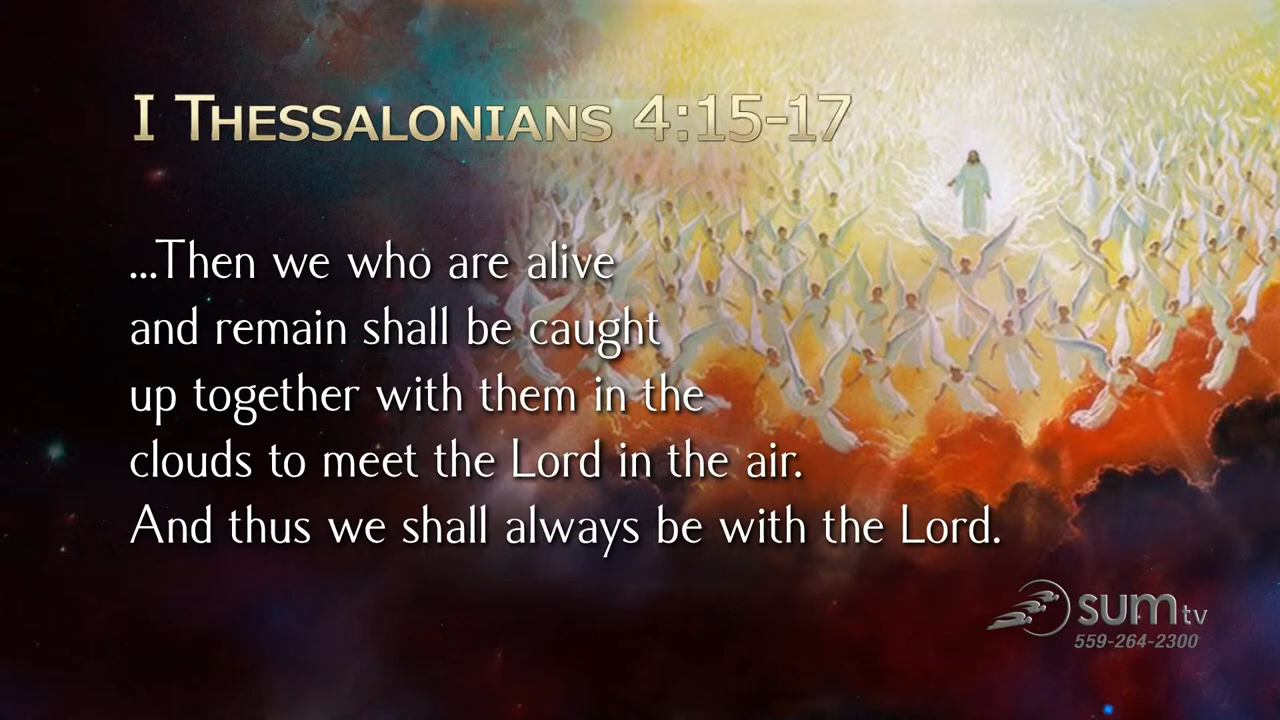 I THESSALONIANS 4:15-17
...Then we who are alive
and remain shall be caught
up together with them in the
clouds to meet the Lord in the air.
And thus we shall always be with the Lord.
sum tv
559-264-2300